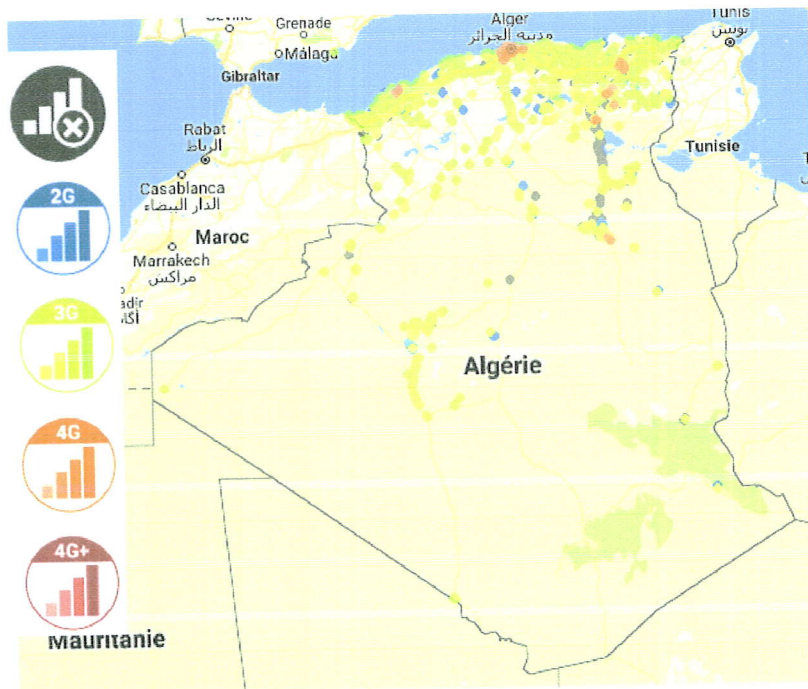 Grenade
Málaga
Gibraltar
Alger
مدينة الجزائر
Tunis
تونس
Rabat
الرباط
Casablanca
الدار البيضاء
Maroc
Marrakech
مراكش
Tunisie
Algérie
Mauritanie
2G
3G
4G
4G+